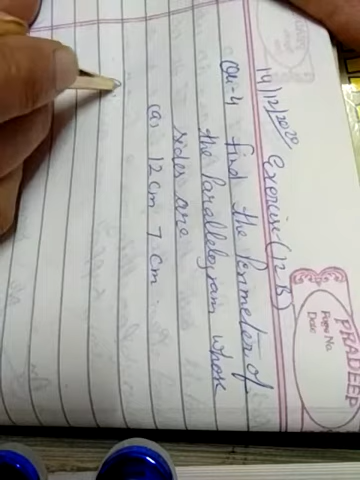 PRADEEP
Page No.
Date
14/12/2020 Exercise (12 B)
Qu-4 find the Perimeter of
the Parallelogram whose
sides are
(a) 12 cm 7 cm.